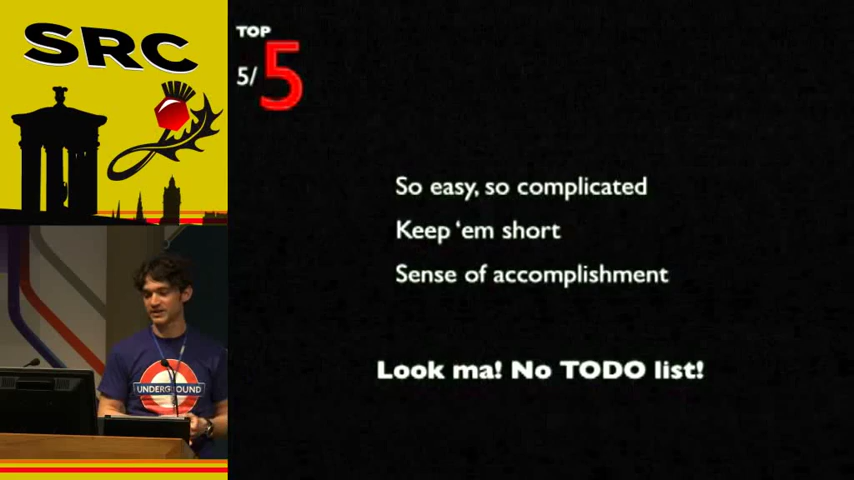 SRC
TOP
5/5
So easy, so complicated
Keep ‘em short
Sense of accomplishment
Look ma! No TODO list!
UNDERGROUND